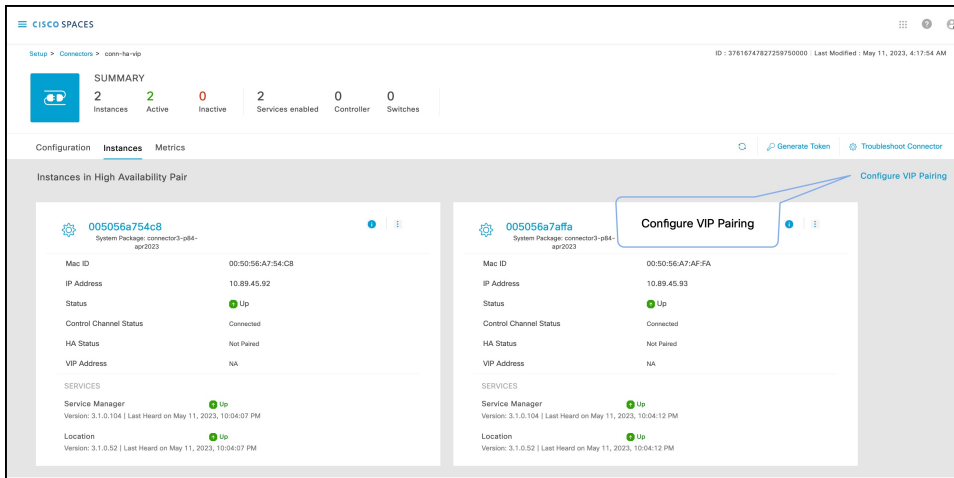 CISCO SPACES
Setup > Connectors > conn-ha-vip
ID : 37616747827259750000 | Last Modified : May 11, 2023, 4:17:54 AM
SUMMARY
2 2 0 2 0 0
Instances Active Inactive Services enabled Controller Switches
Configuration Instances Metrics
Generate Token Troubleshoot Connector
Instances in High Availability Pair
Configure VIP Pairing
Configure VIP Pairing
005056a754c8
System Package: connector3-p84-
apr2023
Mac ID 00:50:56:A7:54:C8
IP Address 10.89.45.92
Status Up
Control Channel Status Connected
HA Status Not Paired
VIP Address NA
SERVICES
Service Manager Up
Version: 3.1.0.104 | Last Heard on May 11, 2023, 10:04:07 PM
Location Up
Version: 3.1.0.52 | Last Heard on May 11, 2023, 10:04:07 PM
005056a7affa
System Package: connector3-p84-
apr2023
Mac ID 00:50:56:A7:AF:FA
IP Address 10.89.45.93
Status Up
Control Channel Status Connected
HA Status Not Paired
VIP Address NA
SERVICES
Service Manager Up
Version: 3.1.0.104 | Last Heard on May 11, 2023, 10:04:12 PM
Location Up
Version: 3.1.0.52 | Last Heard on May 11, 2023, 10:04:12 PM